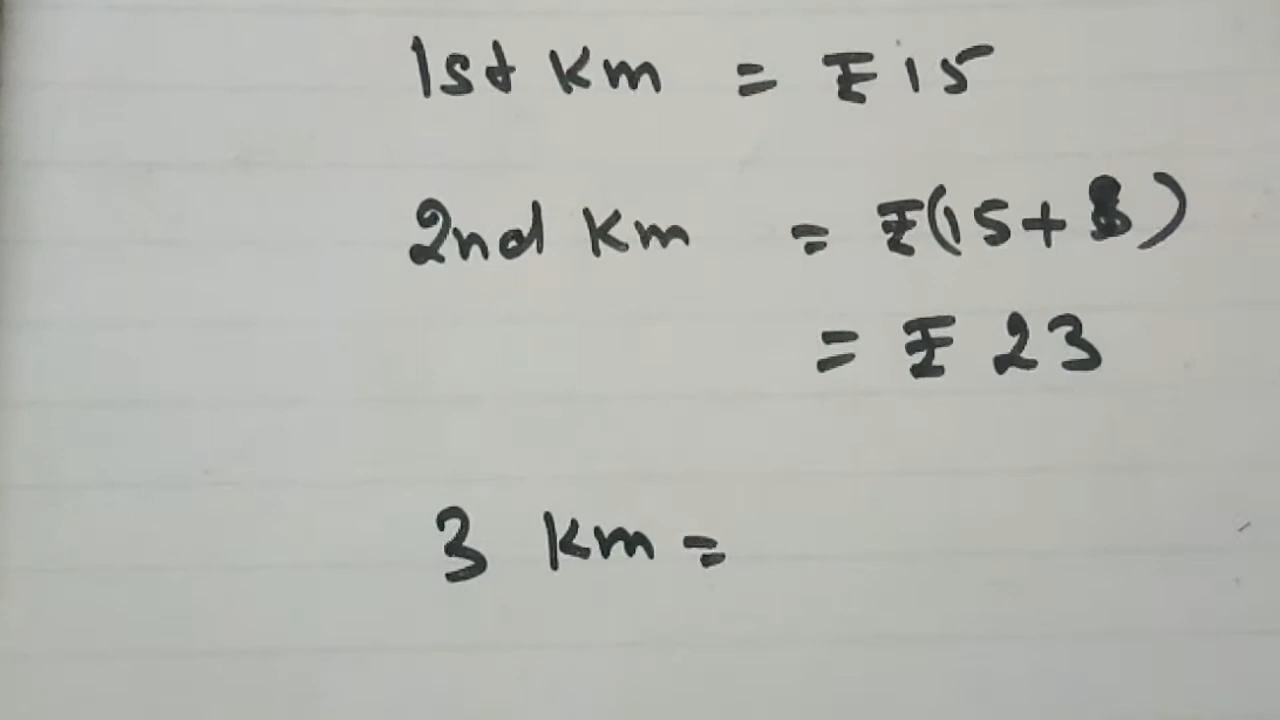 1st Km = ₹ 15
2nd Km = ₹(15+8)
= ₹ 23
3 Km =